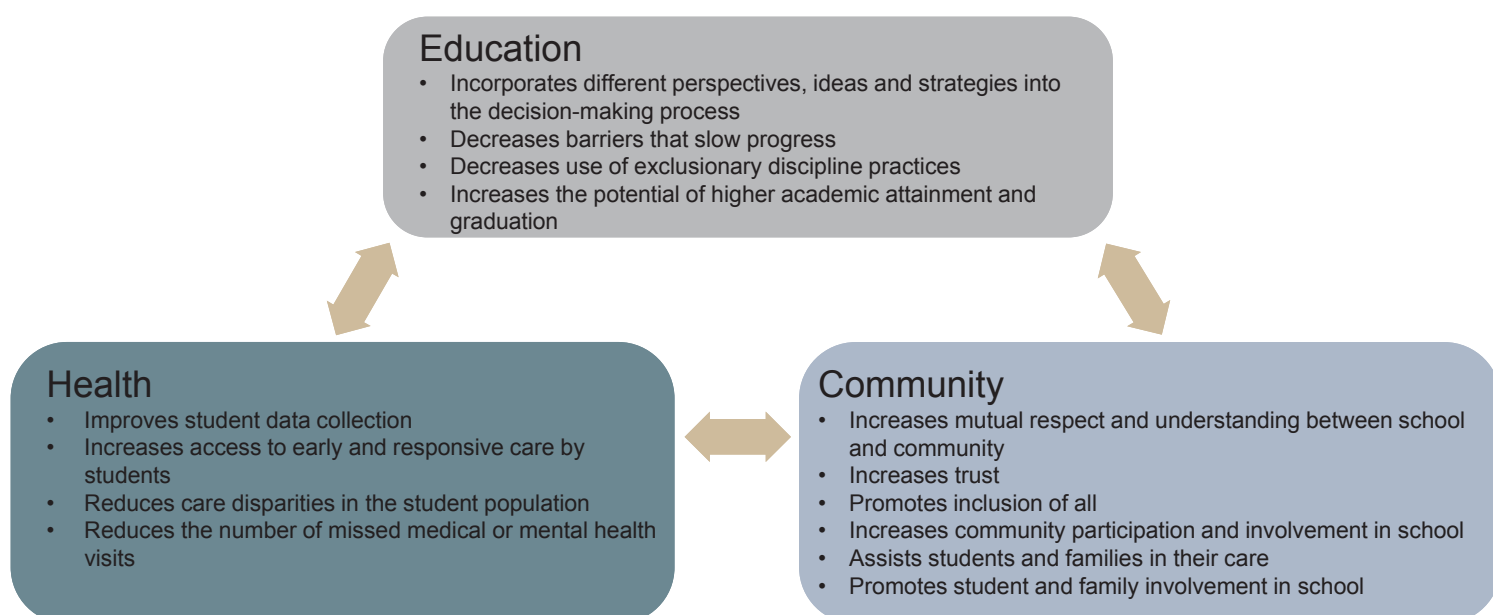 Education
• Incorporates different perspectives, ideas and strategies into
the decision-making process
• Decreases barriers that slow progress
• Decreases use of exclusionary discipline practices
• Increases the potential of higher academic attainment and
graduation
Health
• Improves student data collection
• Increases access to early and responsive care by
students
• Reduces care disparities in the student population
• Reduces the number of missed medical or mental health
visits
Community
• Increases mutual respect and understanding between school
and community
• Increases trust
• Promotes inclusion of all
• Increases community participation and involvement in school
• Assists students and families in their care
• Promotes student and family involvement in school